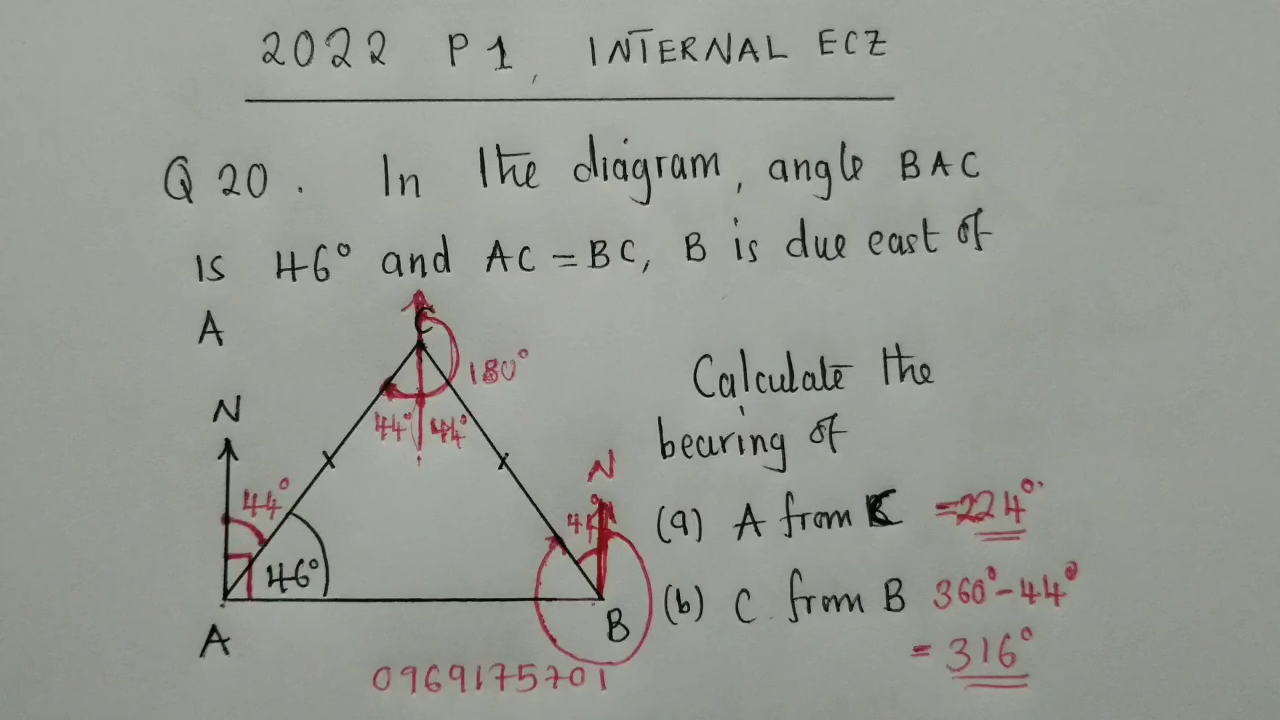 2022 P1, INTERNAL ECZ
Q 20. In the diagram, angle BAC
is 46° and AC = BC, B is due east of
A
C
180°
Calculate the
N
44° 44°
bearing of
N
44°
(a) A from C = 224°
46°
(b) C from B 360° - 44°
A
B
= 316°
0969175701